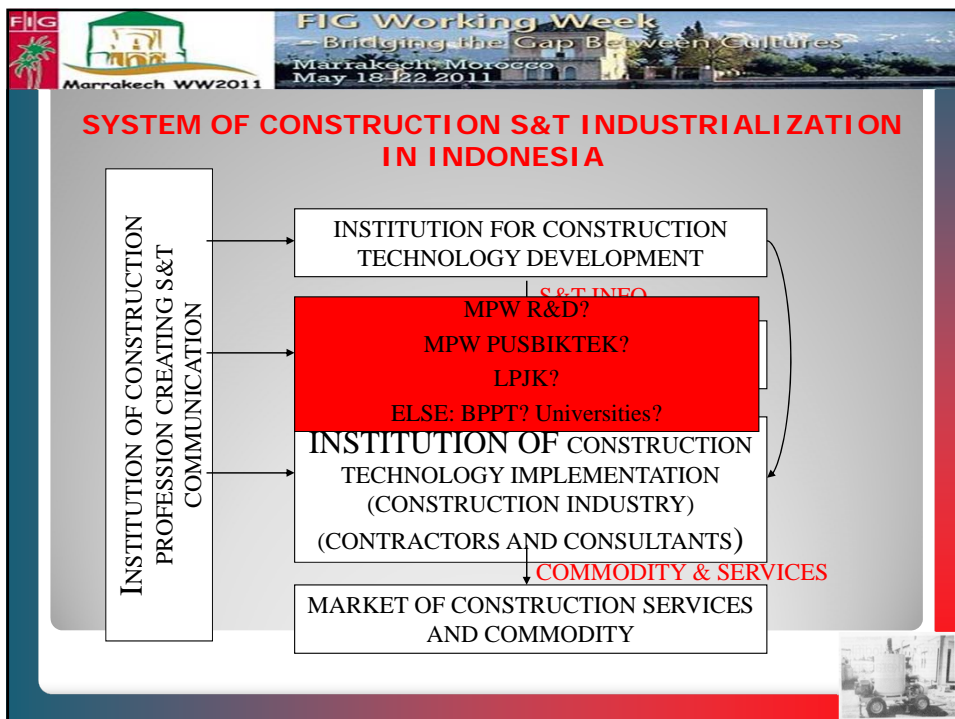 FIG
FIG Working Week
Bridging the Gap Between Cultures
Marrakech, Morocco
May 18-22 2011
Marrakech WW2011
SYSTEM OF CONSTRUCTION S&T INDUSTRIALIZATION
IN INDONESIA
INSTITUTION OF CONSTRUCTION
PROFESSION CREATING S&T
COMMUNICATION
INSTITUTION FOR CONSTRUCTION
TECHNOLOGY DEVELOPMENT
S&T INFO
MPW R&D?
MPW PUSBIKTEK?
LPJK?
ELSE: BPPT? Universities?
INSTITUTION OF CONSTRUCTION
TECHNOLOGY IMPLEMENTATION
(CONSTRUCTION INDUSTRY)
(CONTRACTORS AND CONSULTANTS)
COMMODITY & SERVICES
MARKET OF CONSTRUCTION SERVICES
AND COMMODITY